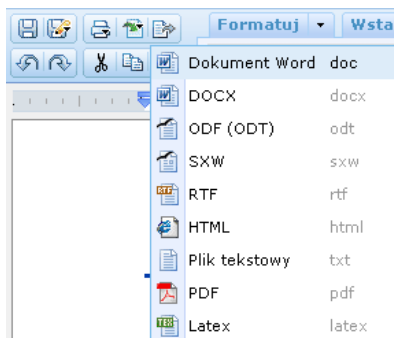 Formatuj Wsta
Dokument Word doc
DOCX docx
ODF (ODT) odt
SXW sxw
RTF rtf
HTML html
Plik tekstowy txt
PDF pdf
Latex latex